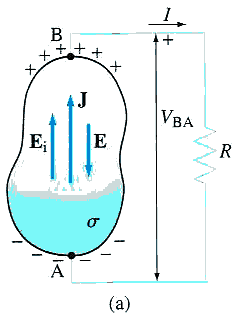 I
B
+ + + + + + + +
+
J
E_i
E
V_BA
R
σ
− − − − − − −
A
(a)